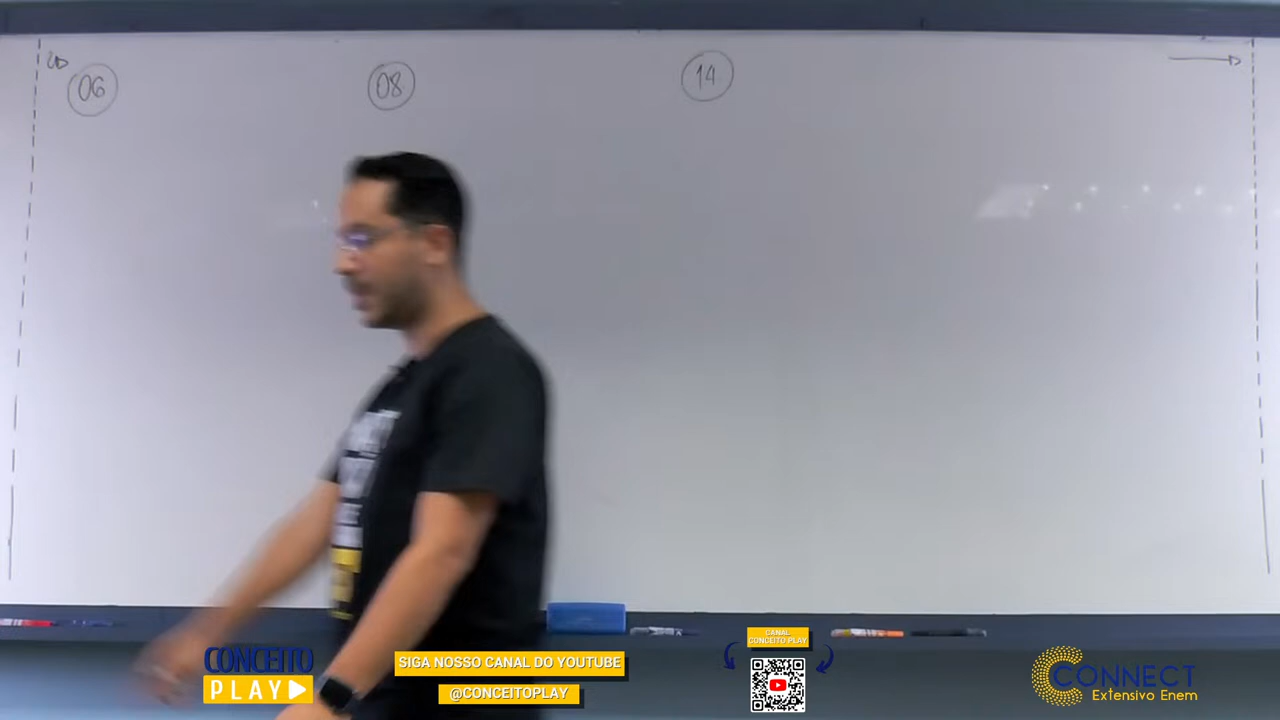 06
08
14
CONCEITO
PLAY
SIGA NOSSO CANAL DO YOUTUBE
@CONCEITOPLAY
CANAL
CONCEITO PLAY
CONNECT
Extensivo Enem